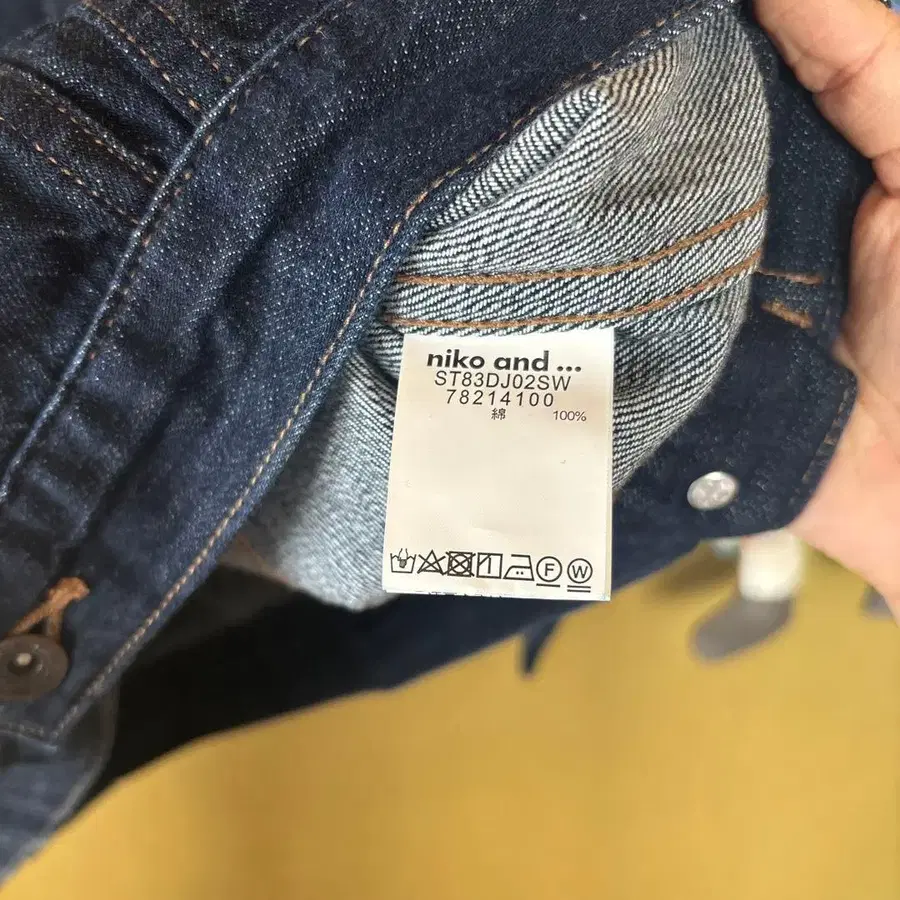 niko and ...
ST83DJ02SW
78214100
綿 100%
F W